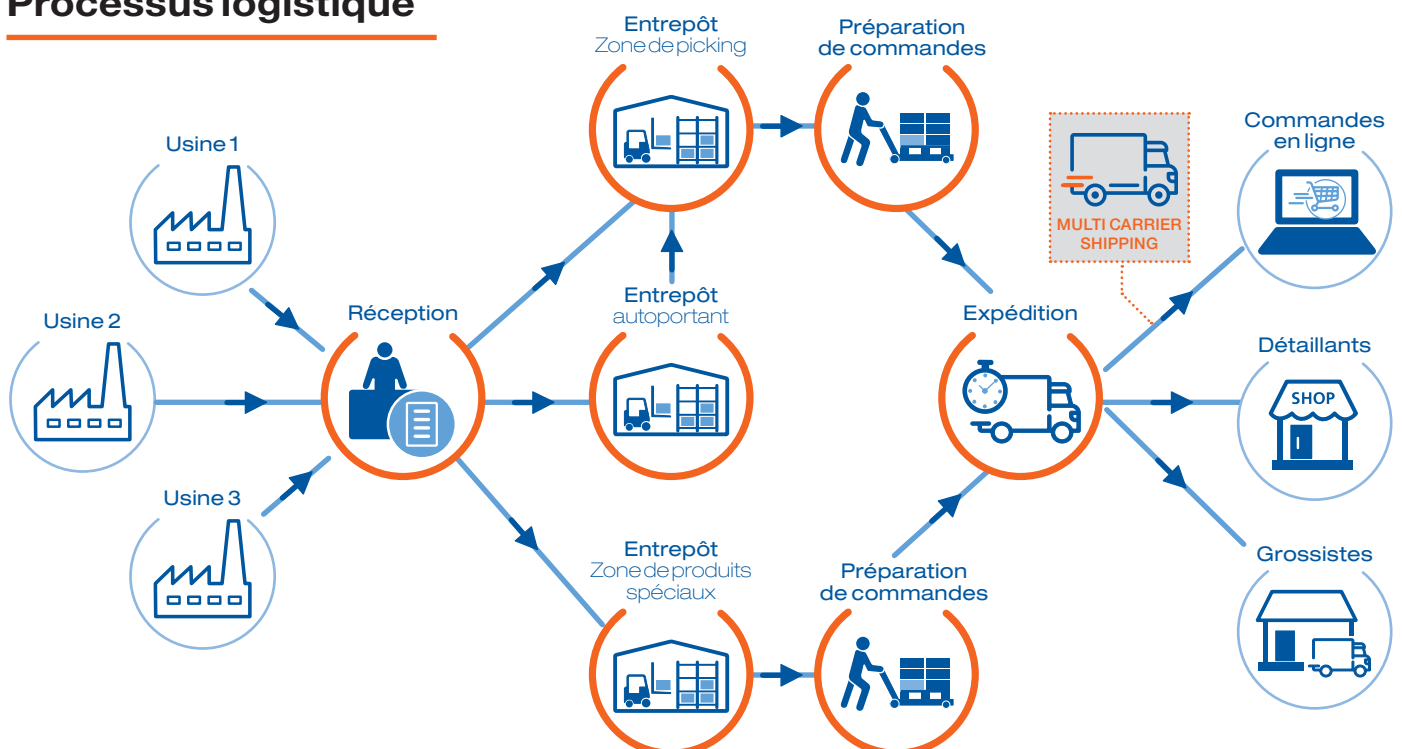 Processus logistique
Entrepôt
Zone de picking
Préparation
de commandes
Usine 1
Commandes
en ligne
MULTI CARRIER
SHIPPING
Usine 2
Réception
Entrepôt
autoportant
Expédition
Détaillants
SHOP
Usine 3
Entrepôt
Zone de produits
spéciaux
Préparation
de commandes
Grossistes